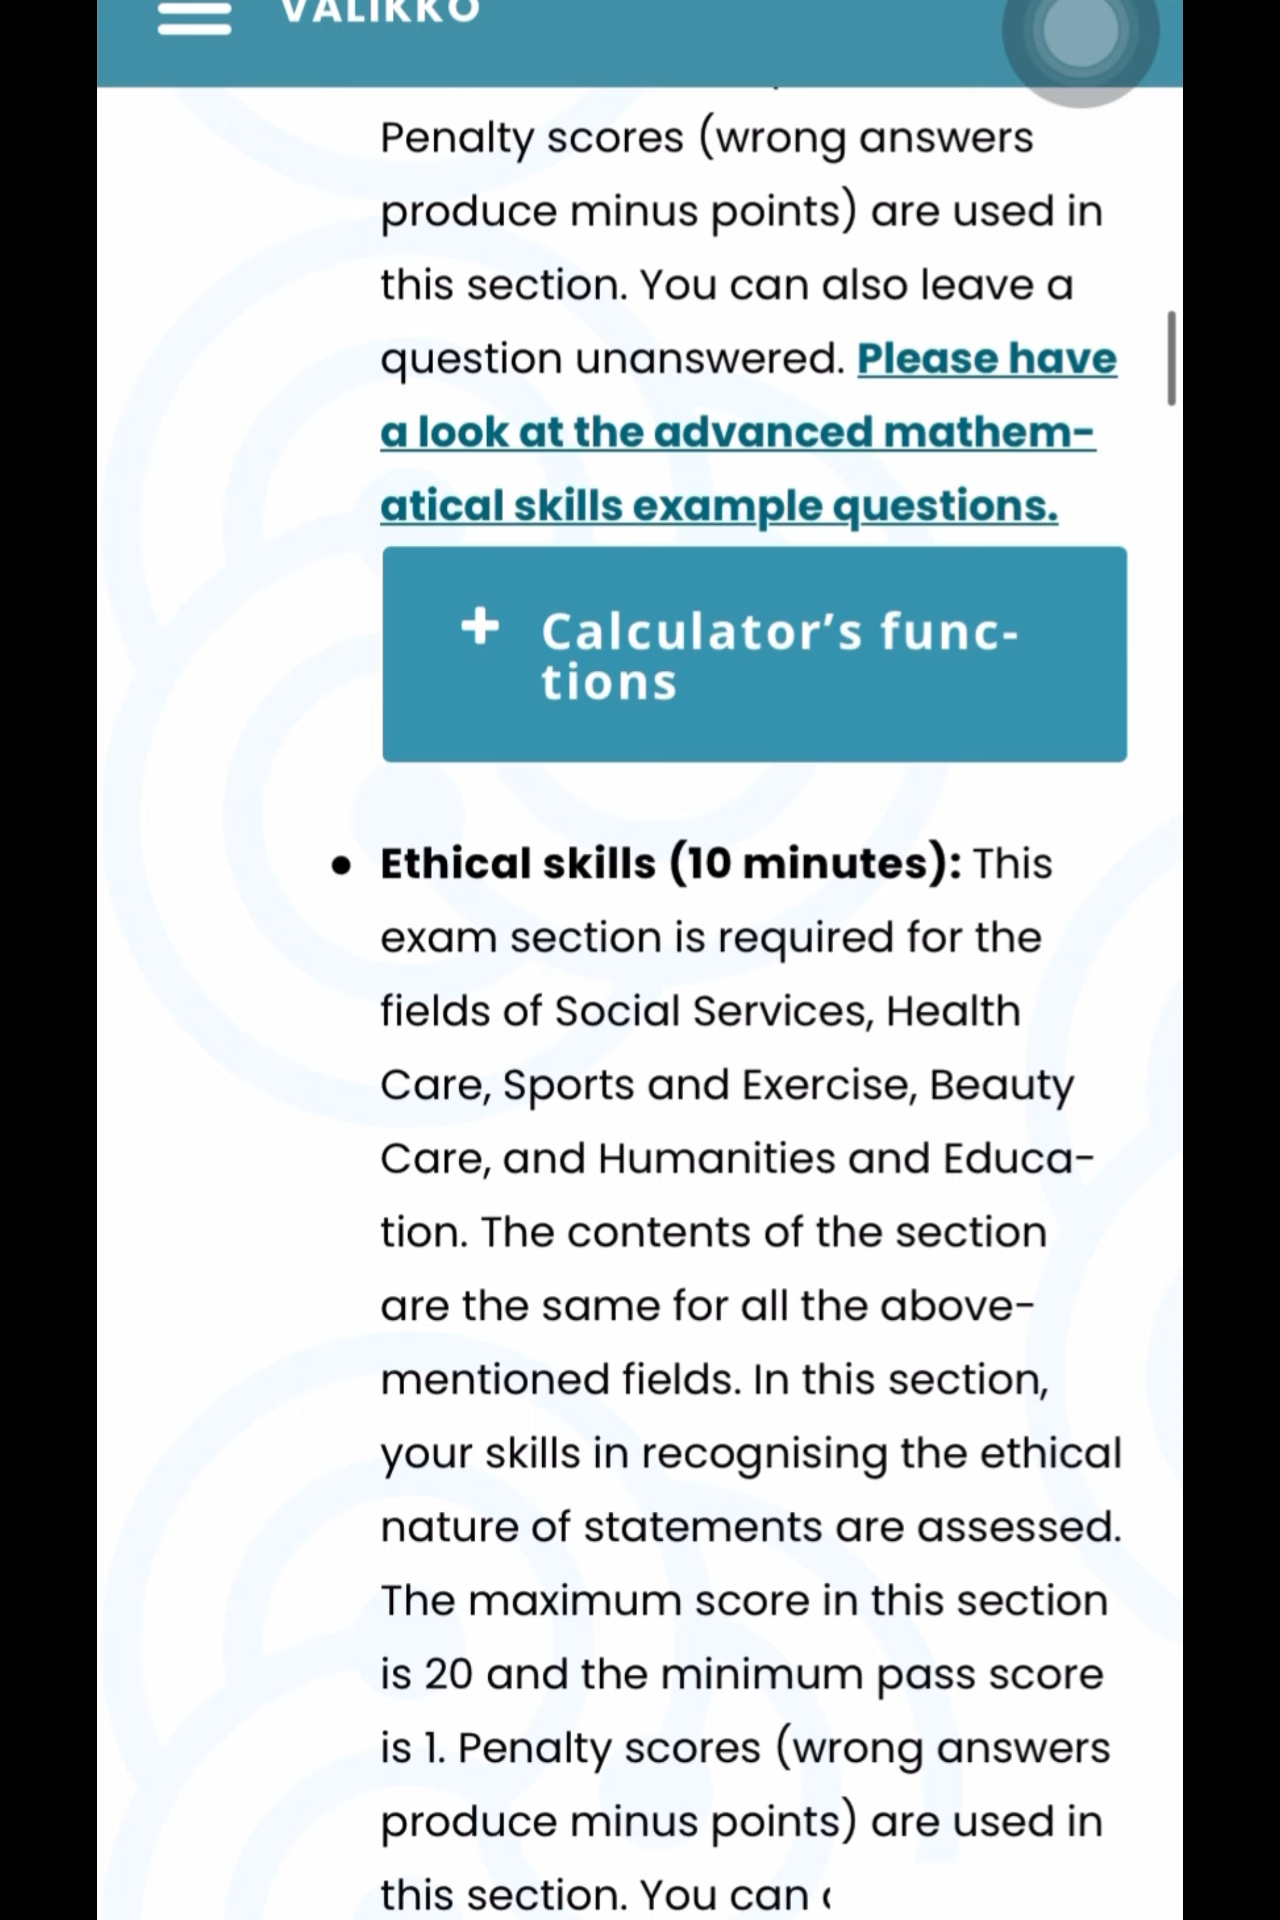 VALIKKO
Penalty scores (wrong answers
produce minus points) are used in
this section. You can also leave a
question unanswered. Please have
a look at the advanced mathem-
atical skills example questions.
+ Calculator’s func-
tions
• Ethical skills (10 minutes): This
exam section is required for the
fields of Social Services, Health
Care, Sports and Exercise, Beauty
Care, and Humanities and Educa-
tion. The contents of the section
are the same for all the above-
mentioned fields. In this section,
your skills in recognising the ethical
nature of statements are assessed.
The maximum score in this section
is 20 and the minimum pass score
is 1. Penalty scores (wrong answers
produce minus points) are used in
this section. You can